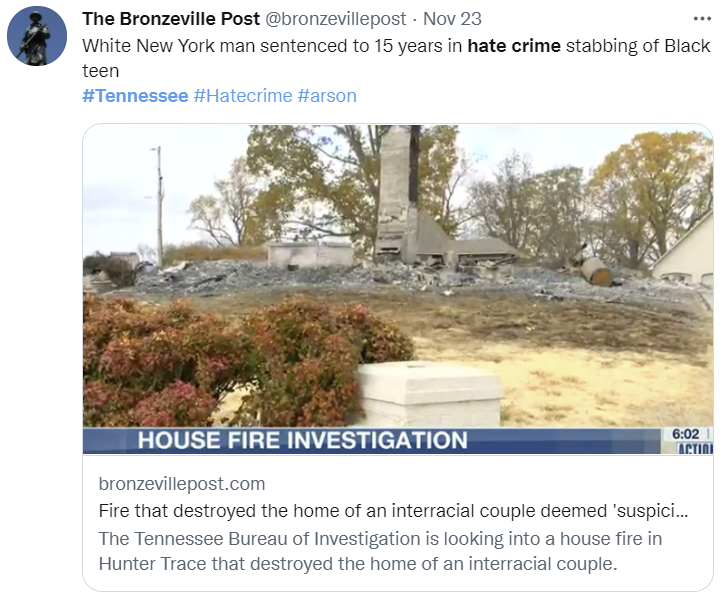 The Bronzeville Post @bronzevillepost · Nov 23
White New York man sentenced to 15 years in hate crime stabbing of Black
teen
#Tennessee #Hatecrime #arson
HOUSE FIRE INVESTIGATION
6:02
ACTION
bronzevillepost.com
Fire that destroyed the home of an interracial couple deemed 'suspici...
The Tennessee Bureau of Investigation is looking into a house fire in
Hunter Trace that destroyed the home of an interracial couple.